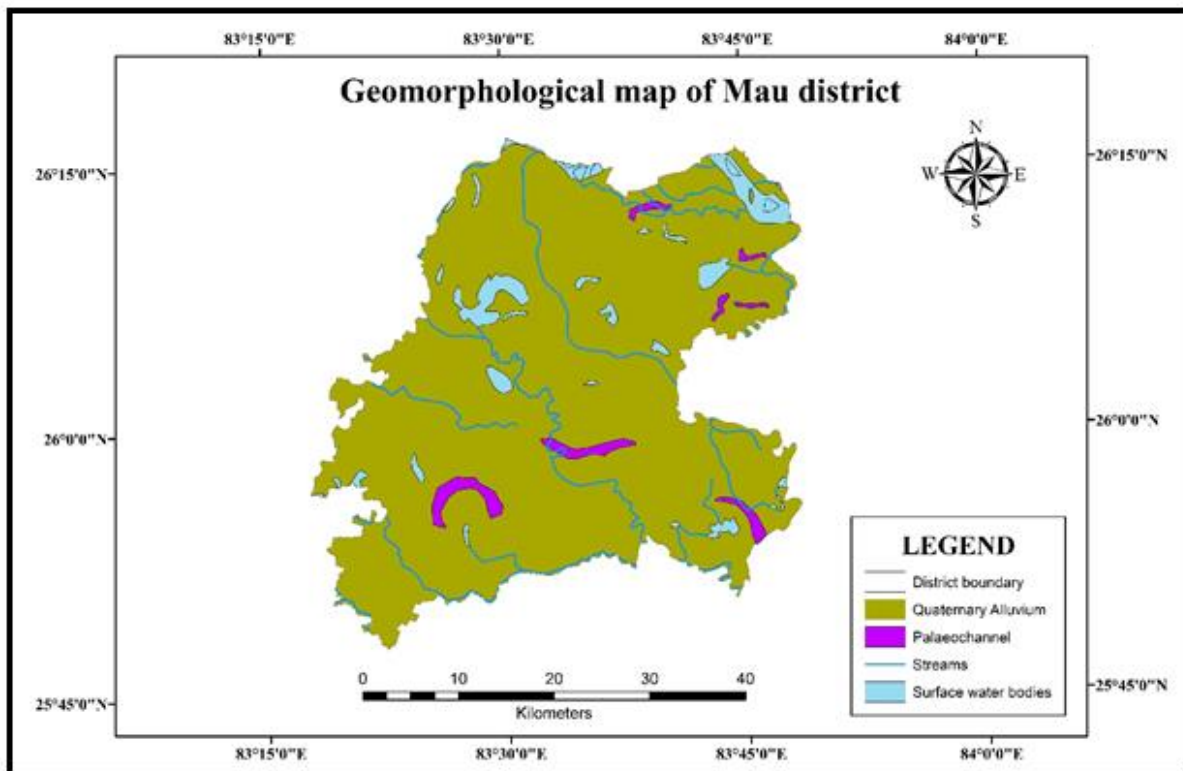 83°15'0"E 83°30'0"E 83°45'0"E 84°0'0"E
Geomorphological map of Mau district
N
W E
S
26°15'0"N 26°15'0"N
26°0'0"N 26°0'0"N
LEGEND
District boundary
Quaternary Alluvium
Palaeochannel
Streams
Surface water bodies
0 10 20 30 40
Kilometers
25°45'0"N 25°45'0"N
83°15'0"E 83°30'0"E 83°45'0"E 84°0'0"E